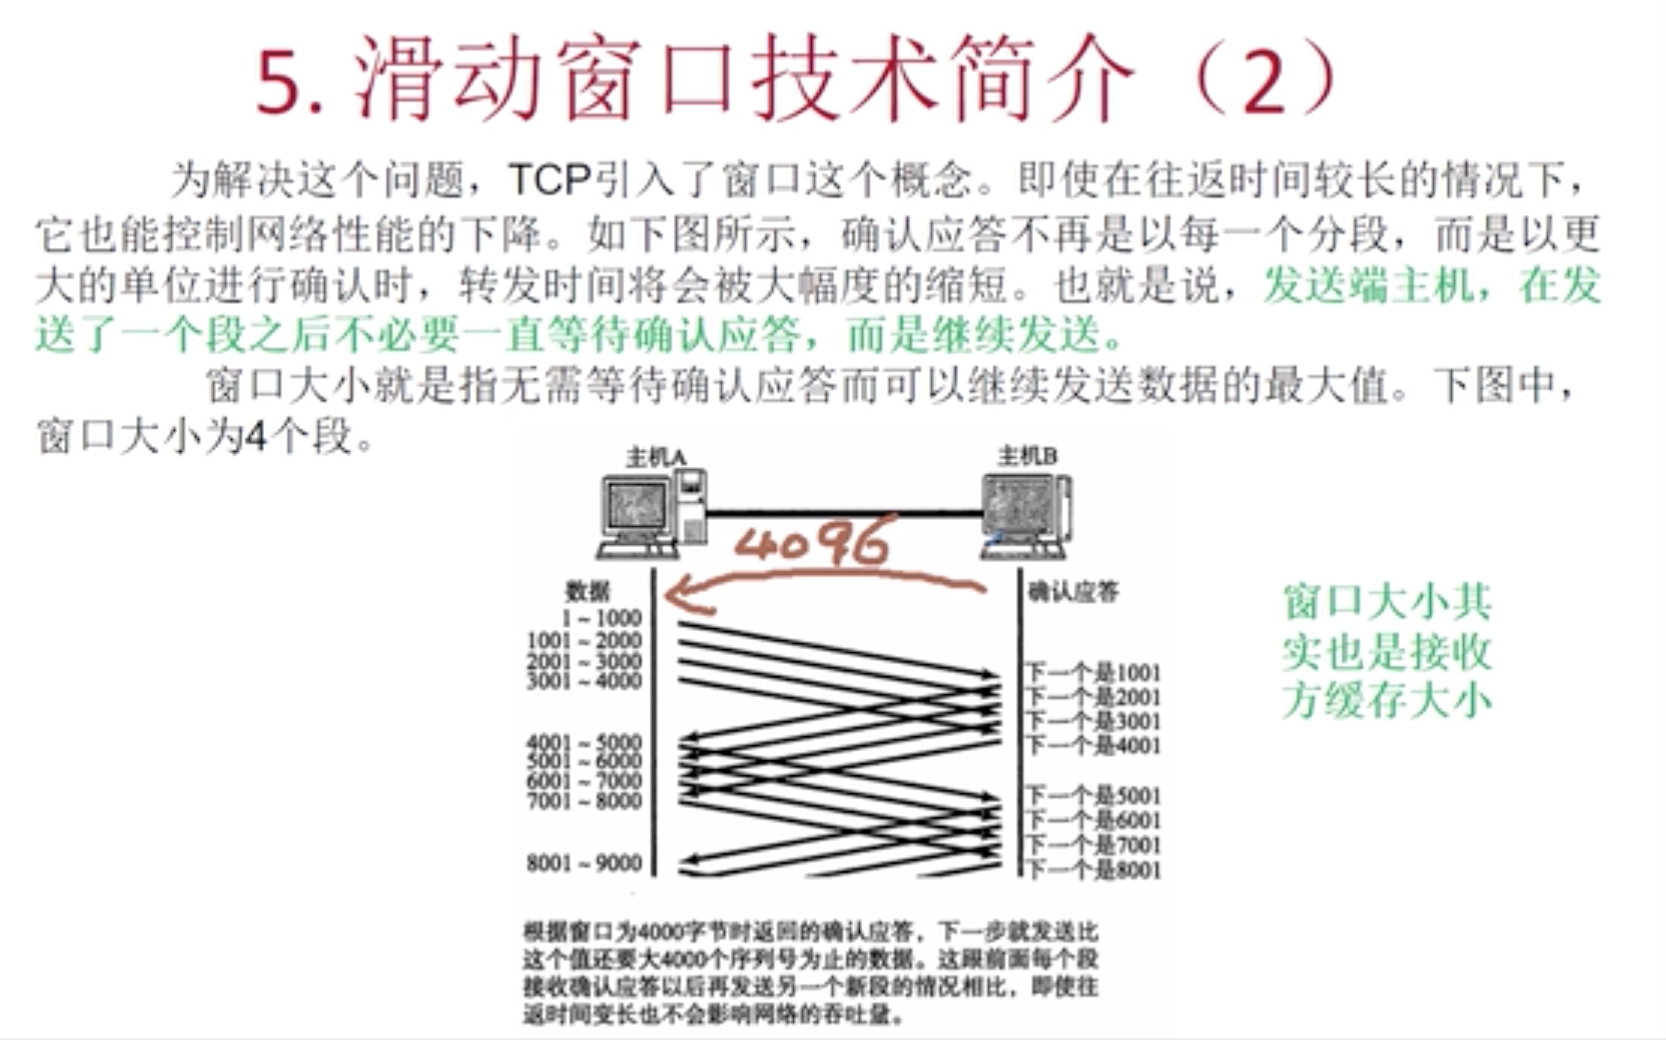 5. 滑动窗口技术简介（2）
为解决这个问题，TCP引入了窗口这个概念。即使在往返时间较长的情况下，
它也能控制网络性能的下降。如下图所示，确认应答不再是以每一个分段，而是以更
大的单位进行确认时，转发时间将会被大幅度的缩短。也就是说，发送端主机，在发
送了一个段之后不必要一直等待确认应答，而是继续发送。
窗口大小就是指无需等待确认应答而可以继续发送数据的最大值。下图中，
窗口大小为4个段。
主机A
主机B
4096
数据
确认应答
1～1000
1001～2000
2001～3000
3001～4000
下一个是1001
下一个是2001
下一个是3001
下一个是4001
4001～5000
5001～6000
6001～7000
7001～8000
下一个是5001
下一个是6001
下一个是7001
下一个是8001
8001～9000
窗口大小其
实也是接收
方缓存大小
根据窗口为4000字节时返回的确认应答，下一步就发送比
这个值还要大4000个序列号为止的数据。这跟前面每个段
接收确认应答以后再发送另一个新段的情况相比，即使往
返时间变长也不会影响网络的吞吐量。